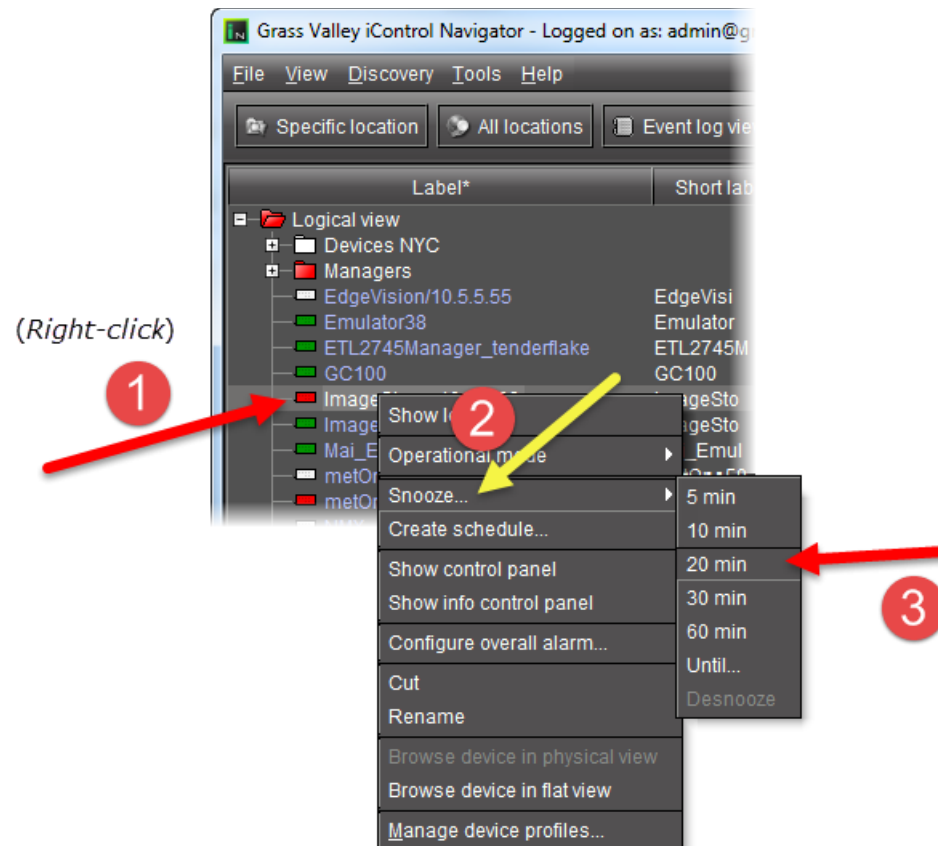 Grass Valley iControl Navigator - Logged on as: admin@g
File View Discovery Tools Help
Specific location All locations Event log vie
Label* Short lab
Logical view
Devices NYC
Managers
EdgeVision/10.5.5.55 EdgeVisi
Emulator38 Emulator
ETL2745Manager_tenderflake ETL2745M
GC100 GC100
(Right-click)
1
ageSto
Image ageSto
Mai_E _Emul
metOn
metOn
2
Show
Operational mode
Snooze...
Create schedule...
Show control panel
Show info control panel
Configure overall alarm...
Cut
Rename
Browse device in physical view
Browse device in flat view
Manage device profiles...
5 min
10 min
20 min
30 min
60 min
Until...
Desnooze
3